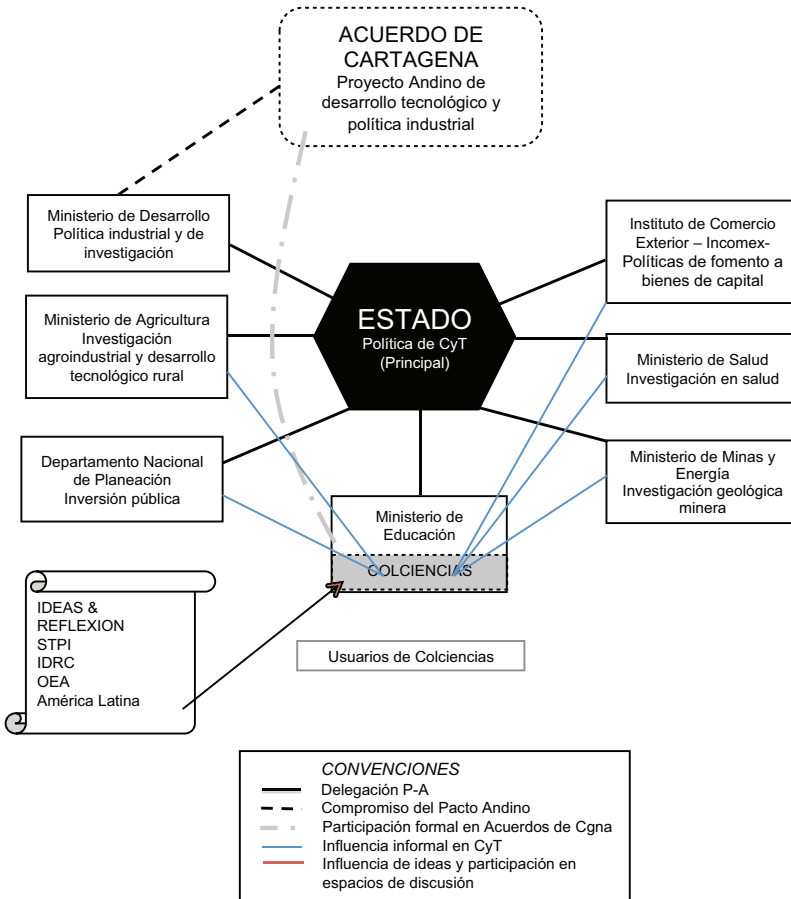 ACUERDO DE
CARTAGENA
Proyecto Andino de
desarrollo tecnológico y
política industrial
Ministerio de Desarrollo
Política industrial y de
investigación
Instituto de Comercio
Exterior – Incomex-
Políticas de fomento a
bienes de capital
ESTADO
Política de CyT
(Principal)
Ministerio de Agricultura
Investigación
agroindustrial y desarrollo
tecnológico rural
Ministerio de Salud
Investigación en salud
Departamento Nacional
de Planeación
Inversión pública
Ministerio de Minas y
Energía
Investigación geológica
minera
Ministerio de
Educación
COLCIENCIAS
IDEAS &
REFLEXION
STPI
IDRC
OEA
América Latina
Usuarios de Colciencias
CONVENCIONES
Delegación P-A
Compromiso del Pacto Andino
Participación formal en Acuerdos de Cgna
Influencia informal en CyT
Influencia de ideas y participación en
espacios de discusión